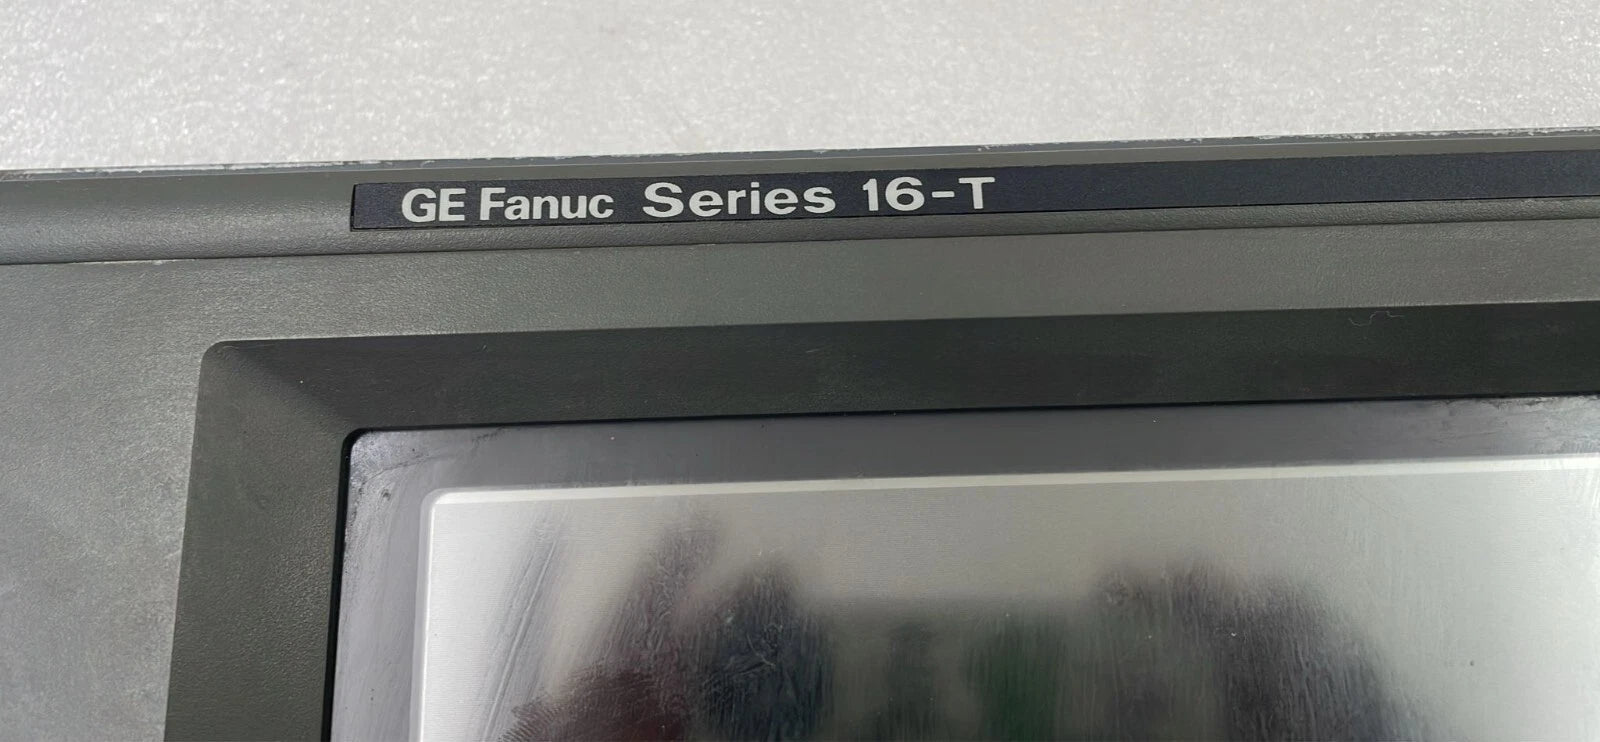 GE Fanuc Series 16-T